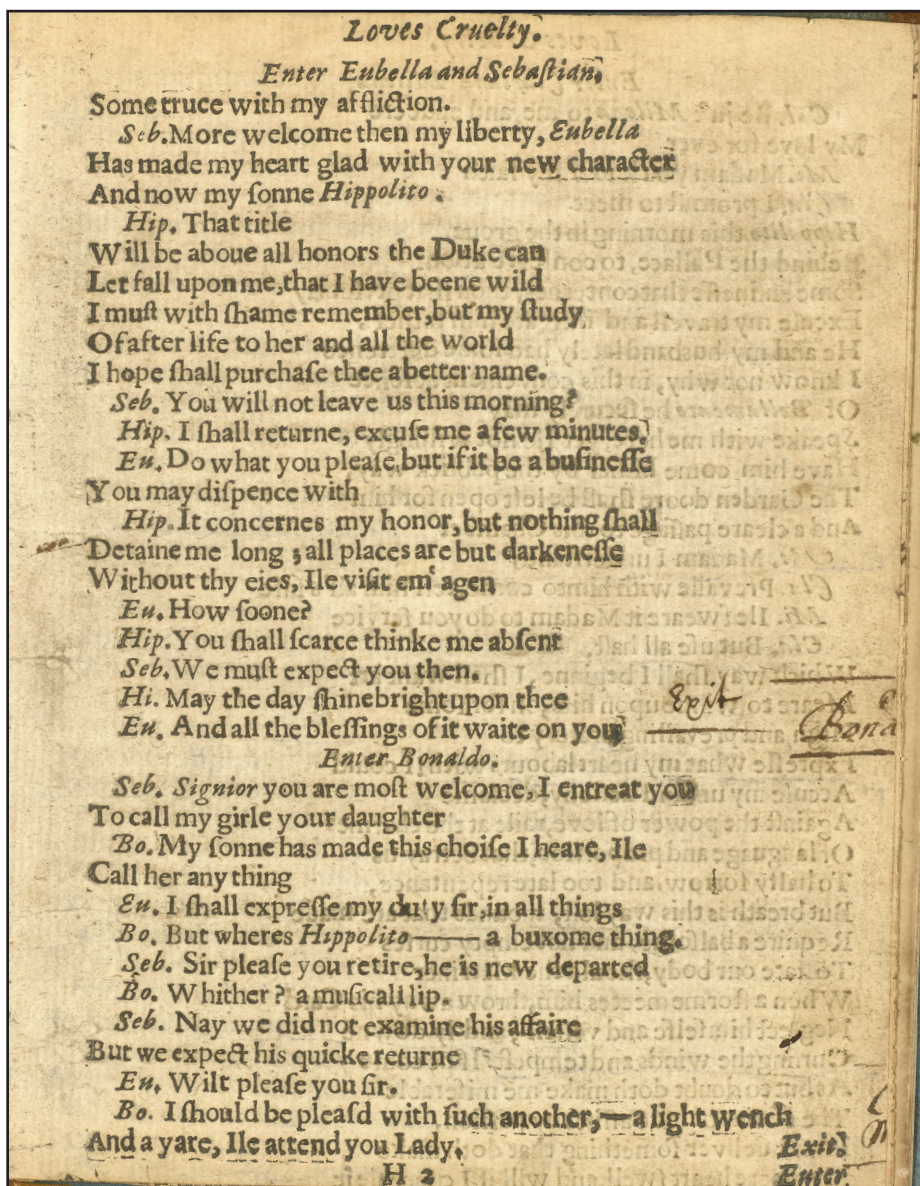 Loves Cruelty.
Enter Eubella and Sebaſtian.
Some truce with my affliction.
Seb. More welcome then my liberty, Eubella
Has made my heart glad with your new character
And now my ſonne Hippolito.
Hip. That title
Will be aboue all honors the Duke can
Let fall upon me, that I have beene wild
I muſt with ſhame remember, but my ſtudy
Of after life to her and all the world
I hope ſhall purchaſe thee a better name.
Seb. You will not leave us this morning?
Hip. I ſhall returne, excuſe me a few minutes.
Eu. Do what you pleaſe, but if it be a buſineſſe
You may diſpence with
Hip. It concernes my honor, but nothing ſhall
Detaine me long ; all places are but darkeneſſe
Without thy eies, Ile viſit em' agen
Eu. How ſoone?
Hip. You ſhall ſcarce thinke me abſent
Seb. We muſt expect you then.
Hi. May the day ſhine bright upon thee
Exit
Eu. And all the bleſſings of it waite on you
Bona
Enter Bonaldo.
Seb. Signior you are moſt welcome, I entreat you
To call my girle your daughter
Bo. My ſonne has made this choiſe I heare, Ile
Call her any thing
Eu. I ſhall expreſſe my duty ſir, in all things
Bo. But wheres Hippolito—— a buxome thing.
Seb. Sir pleaſe you retire, he is new departed
Bo. Whither? a muſicall lip.
Seb. Nay we did not examine his affaire
But we expect his quicke returne
Eu. Wilt pleaſe you ſir.
Bo. I ſhould be pleaſd with ſuch another,—a light wench
And a yare, Ile attend you Lady. Exit.
H 2 Enter